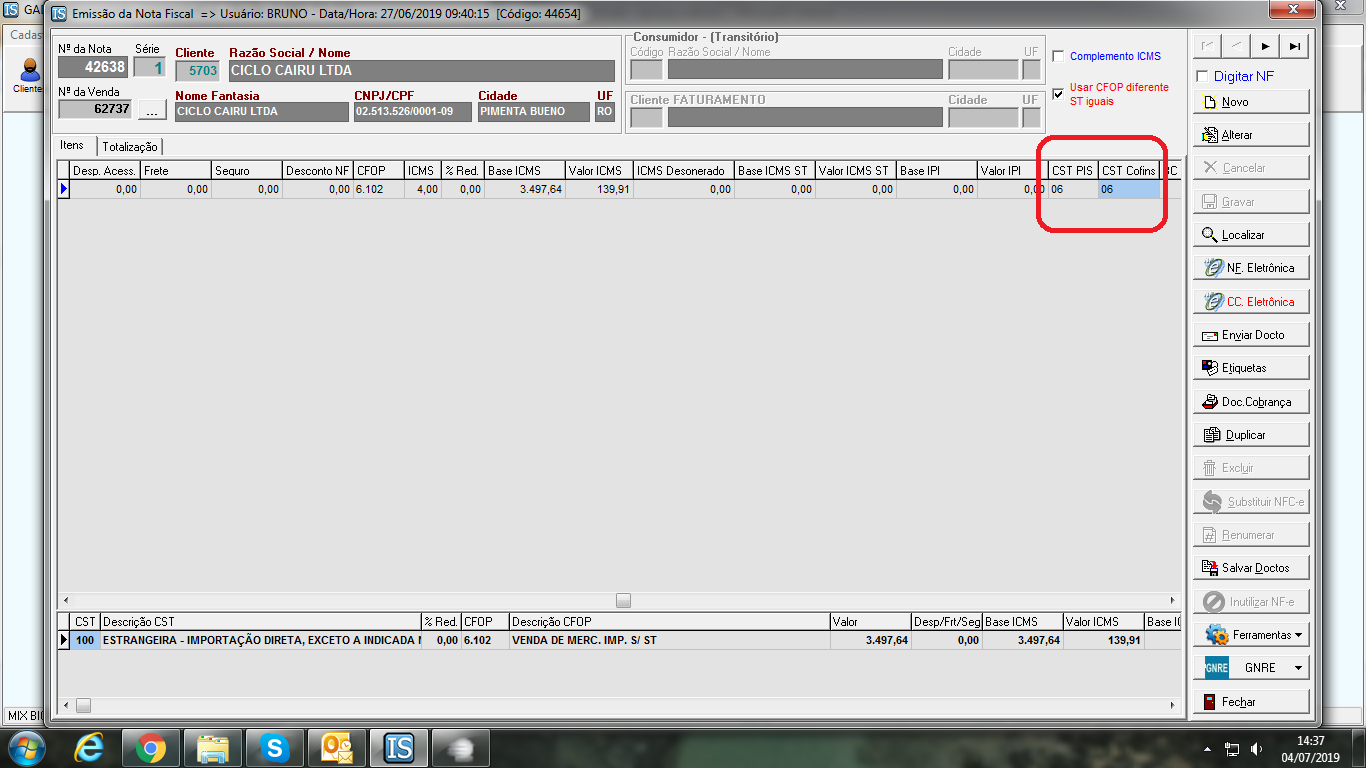 GA
Emissão da Nota Fiscal => Usuário: BRUNO - Data/Hora: 27/06/2019 09:40:15 [Código: 44654]
Cadast
Cliente
Nº da Nota Série Cliente Razão Social / Nome
42638 1 5703 CICLO CAIRU LTDA
Nº da Venda Nome Fantasia CNPJ/CPF Cidade UF
62737 ... CICLO CAIRU LTDA 02.513.526/0001-09 PIMENTA BUENO RO
Consumidor - (Transitório)
Código Razão Social / Nome Cidade UF
Cliente FATURAMENTO Cidade UF
Complemento ICMS
Usar CFOP diferente
ST iguais
Itens Totalização
Desp. Acess. Frete Seguro Desconto NF CFOP ICMS % Red. Base ICMS Valor ICMS ICMS Desonerado Base ICMS ST Valor ICMS ST Base IPI Valor IPI CST PIS CST Cofins BC
0,00 0,00 0,00 0,00 6.102 4,00 0,00 3.497,64 139,91 0,00 0,00 0,00 0,00 0,00 06 06
CST Descrição CST % Red. CFOP Descrição CFOP Valor Desp/Frt/Seg Base ICMS Valor ICMS Base IC
100 ESTRANGEIRA - IMPORTAÇÃO DIRETA, EXCETO A INDICADA N 0,00 6.102 VENDA DE MERC. IMP. S/ ST 3.497,64 0,00 3.497,64 139,91
Digitar NF
Novo
Alterar
Cancelar
Gravar
Localizar
NF. Eletrônica
CC. Eletrônica
Enviar Docto
Etiquetas
Doc.Cobrança
Duplicar
Excluir
Substituir NFC-e
Renumerar
Salvar Doctos
Inutilizar NF-e
Ferramentas
GNRE GNRE
Fechar
MIX BI
14:37
04/07/2019